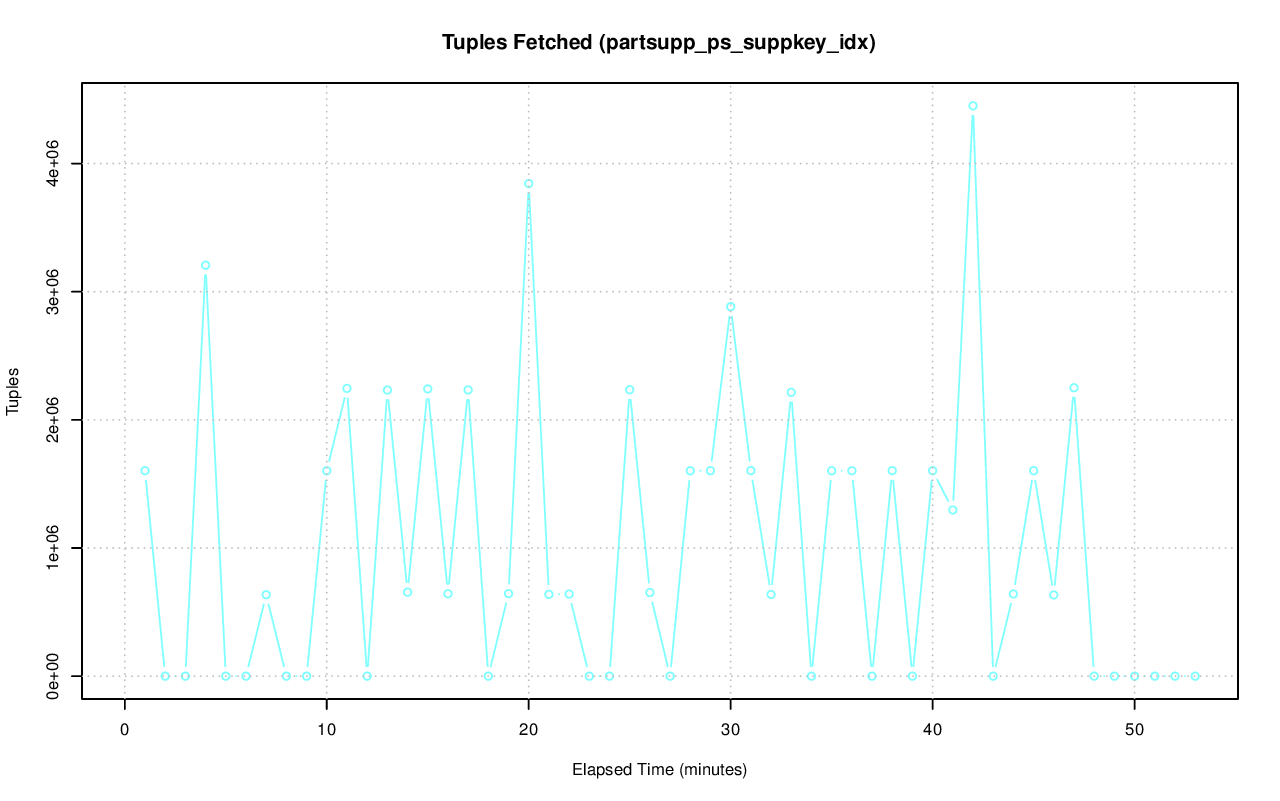 Tuples Fetched (partsupp_ps_suppkey_idx)
4e+06
3e+06
2e+06
1e+06
0e+00
Tuples
0 10 20 30 40 50
Elapsed Time (minutes)